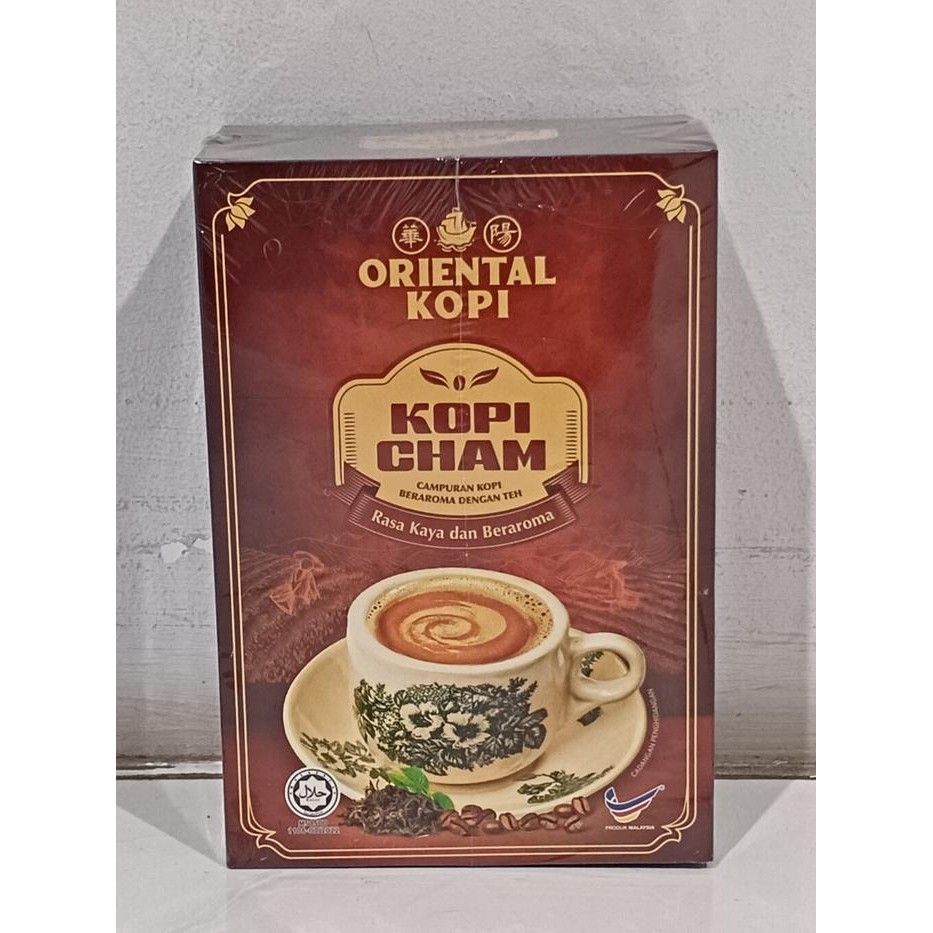 華 陽
ORIENTAL
KOPI
KOPI
CHAM
CAMPURAN KOPI
BERAROMA DENGAN TEH
Rasa Kaya dan Beraroma
CADANGAN PENGHIDANGAN
حلال
PRODUK MALAYSIA